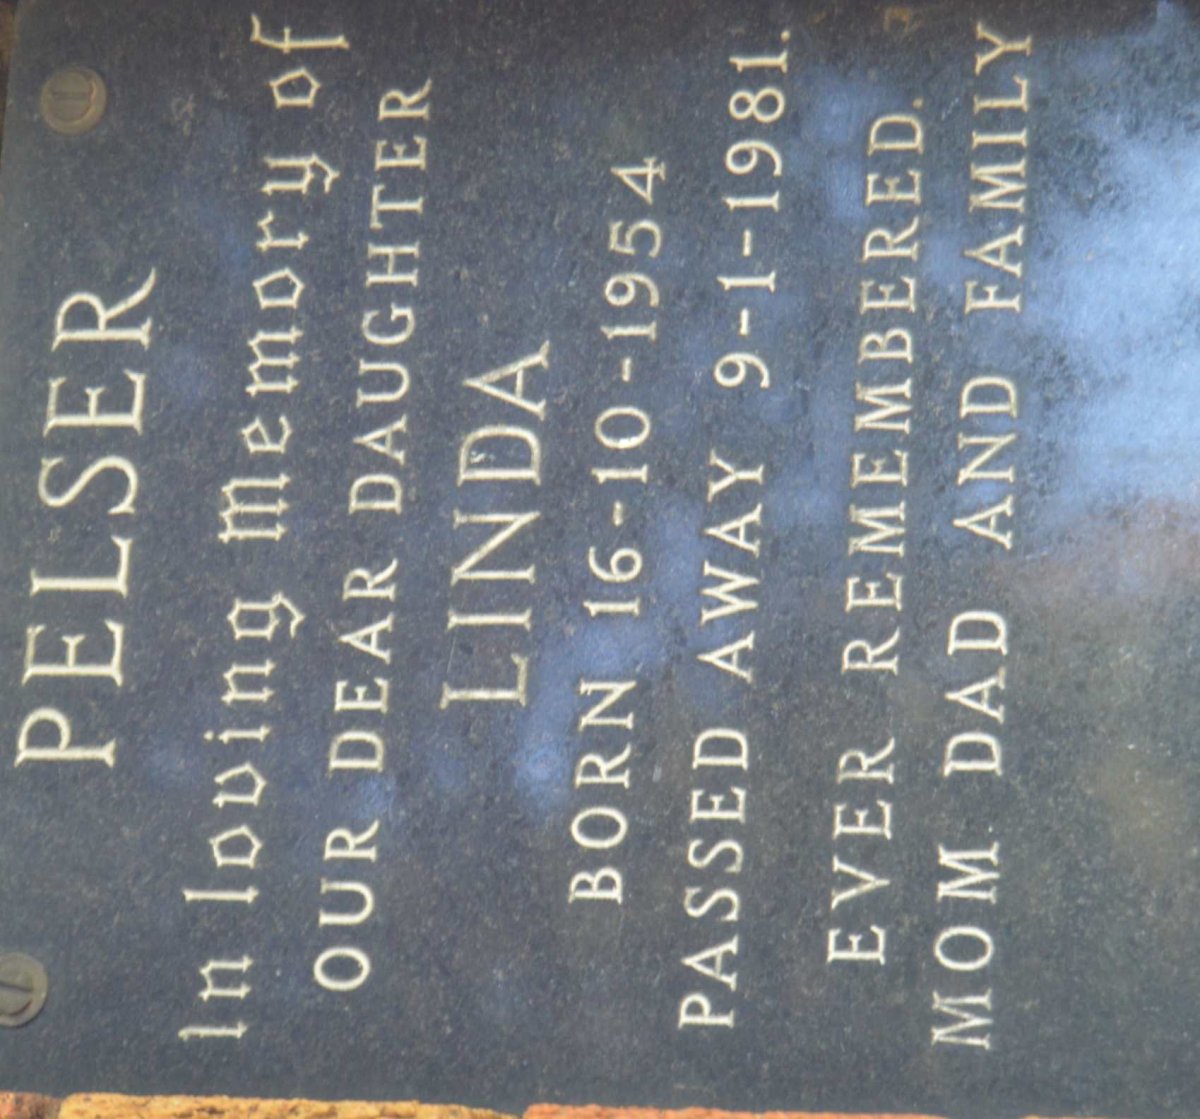 PELSER
In loving memory of
OUR DEAR DAUGHTER
LINDA
BORN 16-10-1954
PASSED AWAY 9-1-1981.
EVER REMEMBERED.
MOM DAD AND FAMILY